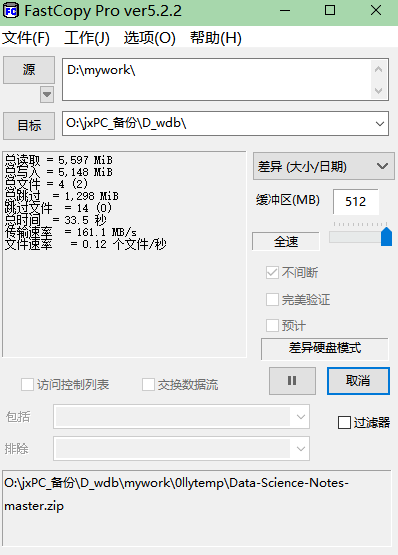 FastCopy Pro ver5.2.2
文件(F) 工作(J) 选项(O) 帮助(H)
源
D:\mywork\
目标
O:\jxPC_备份\D_wdb\
总读取 = 5,597 MiB
总写入 = 5,148 MiB
总文件 = 4 (2)
总跳过 = 1,298 MiB
跳过文件 = 14 (0)
总时间 = 33.5 秒
传输速率 = 161.1 MB/s
文件速率 = 0.12 个文件/秒
差异 (大小/日期)
缓冲区(MB) 512
全速
不间断
完美验证
预计
差异硬盘模式
访问控制列表 交换数据流
取消
包括
过滤器
排除
O:\jxPC_备份\D_wdb\mywork\0llytemp\Data-Science-Notes-
master.zip